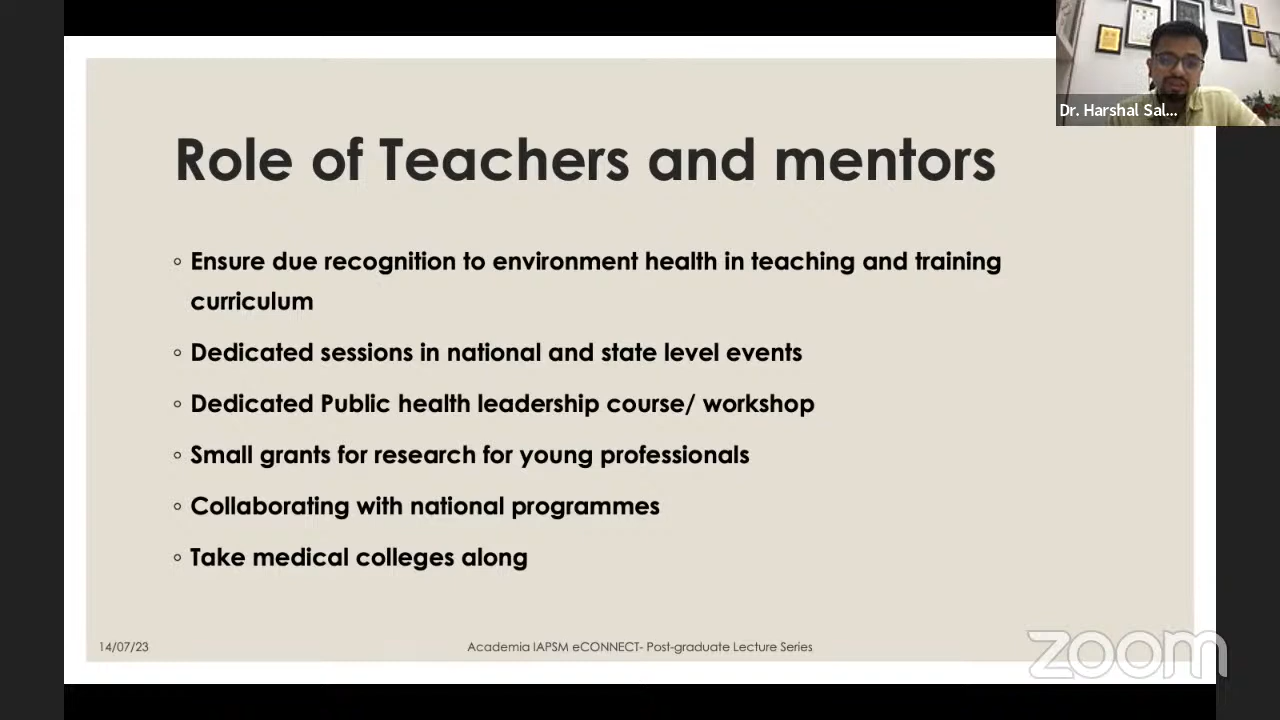 Dr. Harshal Sal...
Role of Teachers and mentors
◦ Ensure due recognition to environment health in teaching and training
curriculum
◦ Dedicated sessions in national and state level events
◦ Dedicated Public health leadership course/ workshop
◦ Small grants for research for young professionals
◦ Collaborating with national programmes
◦ Take medical colleges along
14/07/23
Academia IAPSM eCONNECT- Post-graduate Lecture Series
zoom